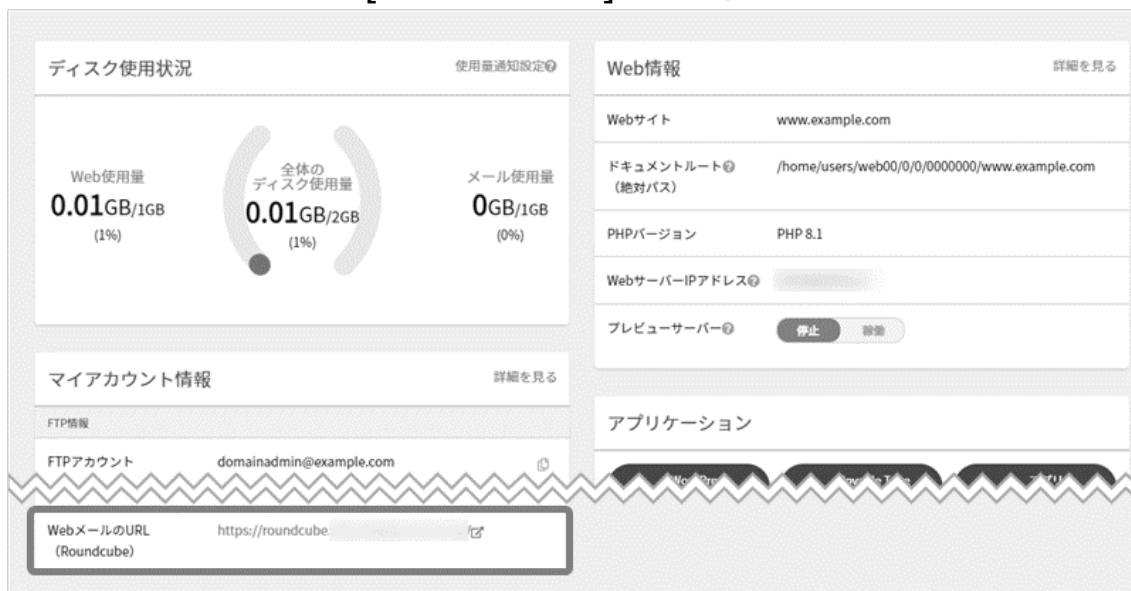 ディスク使用状況
使用量通知設定
Web使用量
0.01GB/1GB
(1%)
全体の
ディスク使用量
0.01GB/2GB
(1%)
メール使用量
0GB/1GB
(0%)
マイアカウント情報
詳細を見る
FTP情報
FTPアカウント domainadmin@example.com
WebメールのURL https://roundcube.
(Roundcube)
Web情報
詳細を見る
Webサイト www.example.com
ドキュメントルート /home/users/web00/0/0/0000000/www.example.com
(絶対パス)
PHPバージョン PHP 8.1
WebサーバーIPアドレス
プレビューサーバー 停止 稼働
アプリケーション